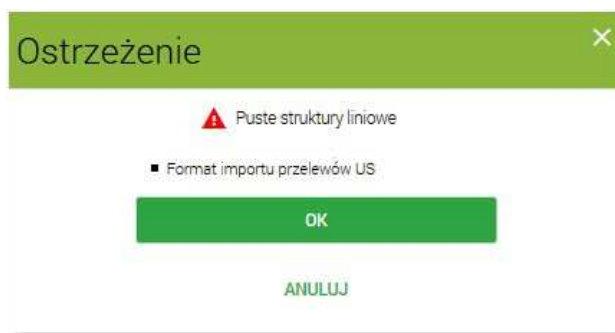 Ostrzeżenie
Puste struktury liniowe
Format importu przelewów US
OK
ANULUJ